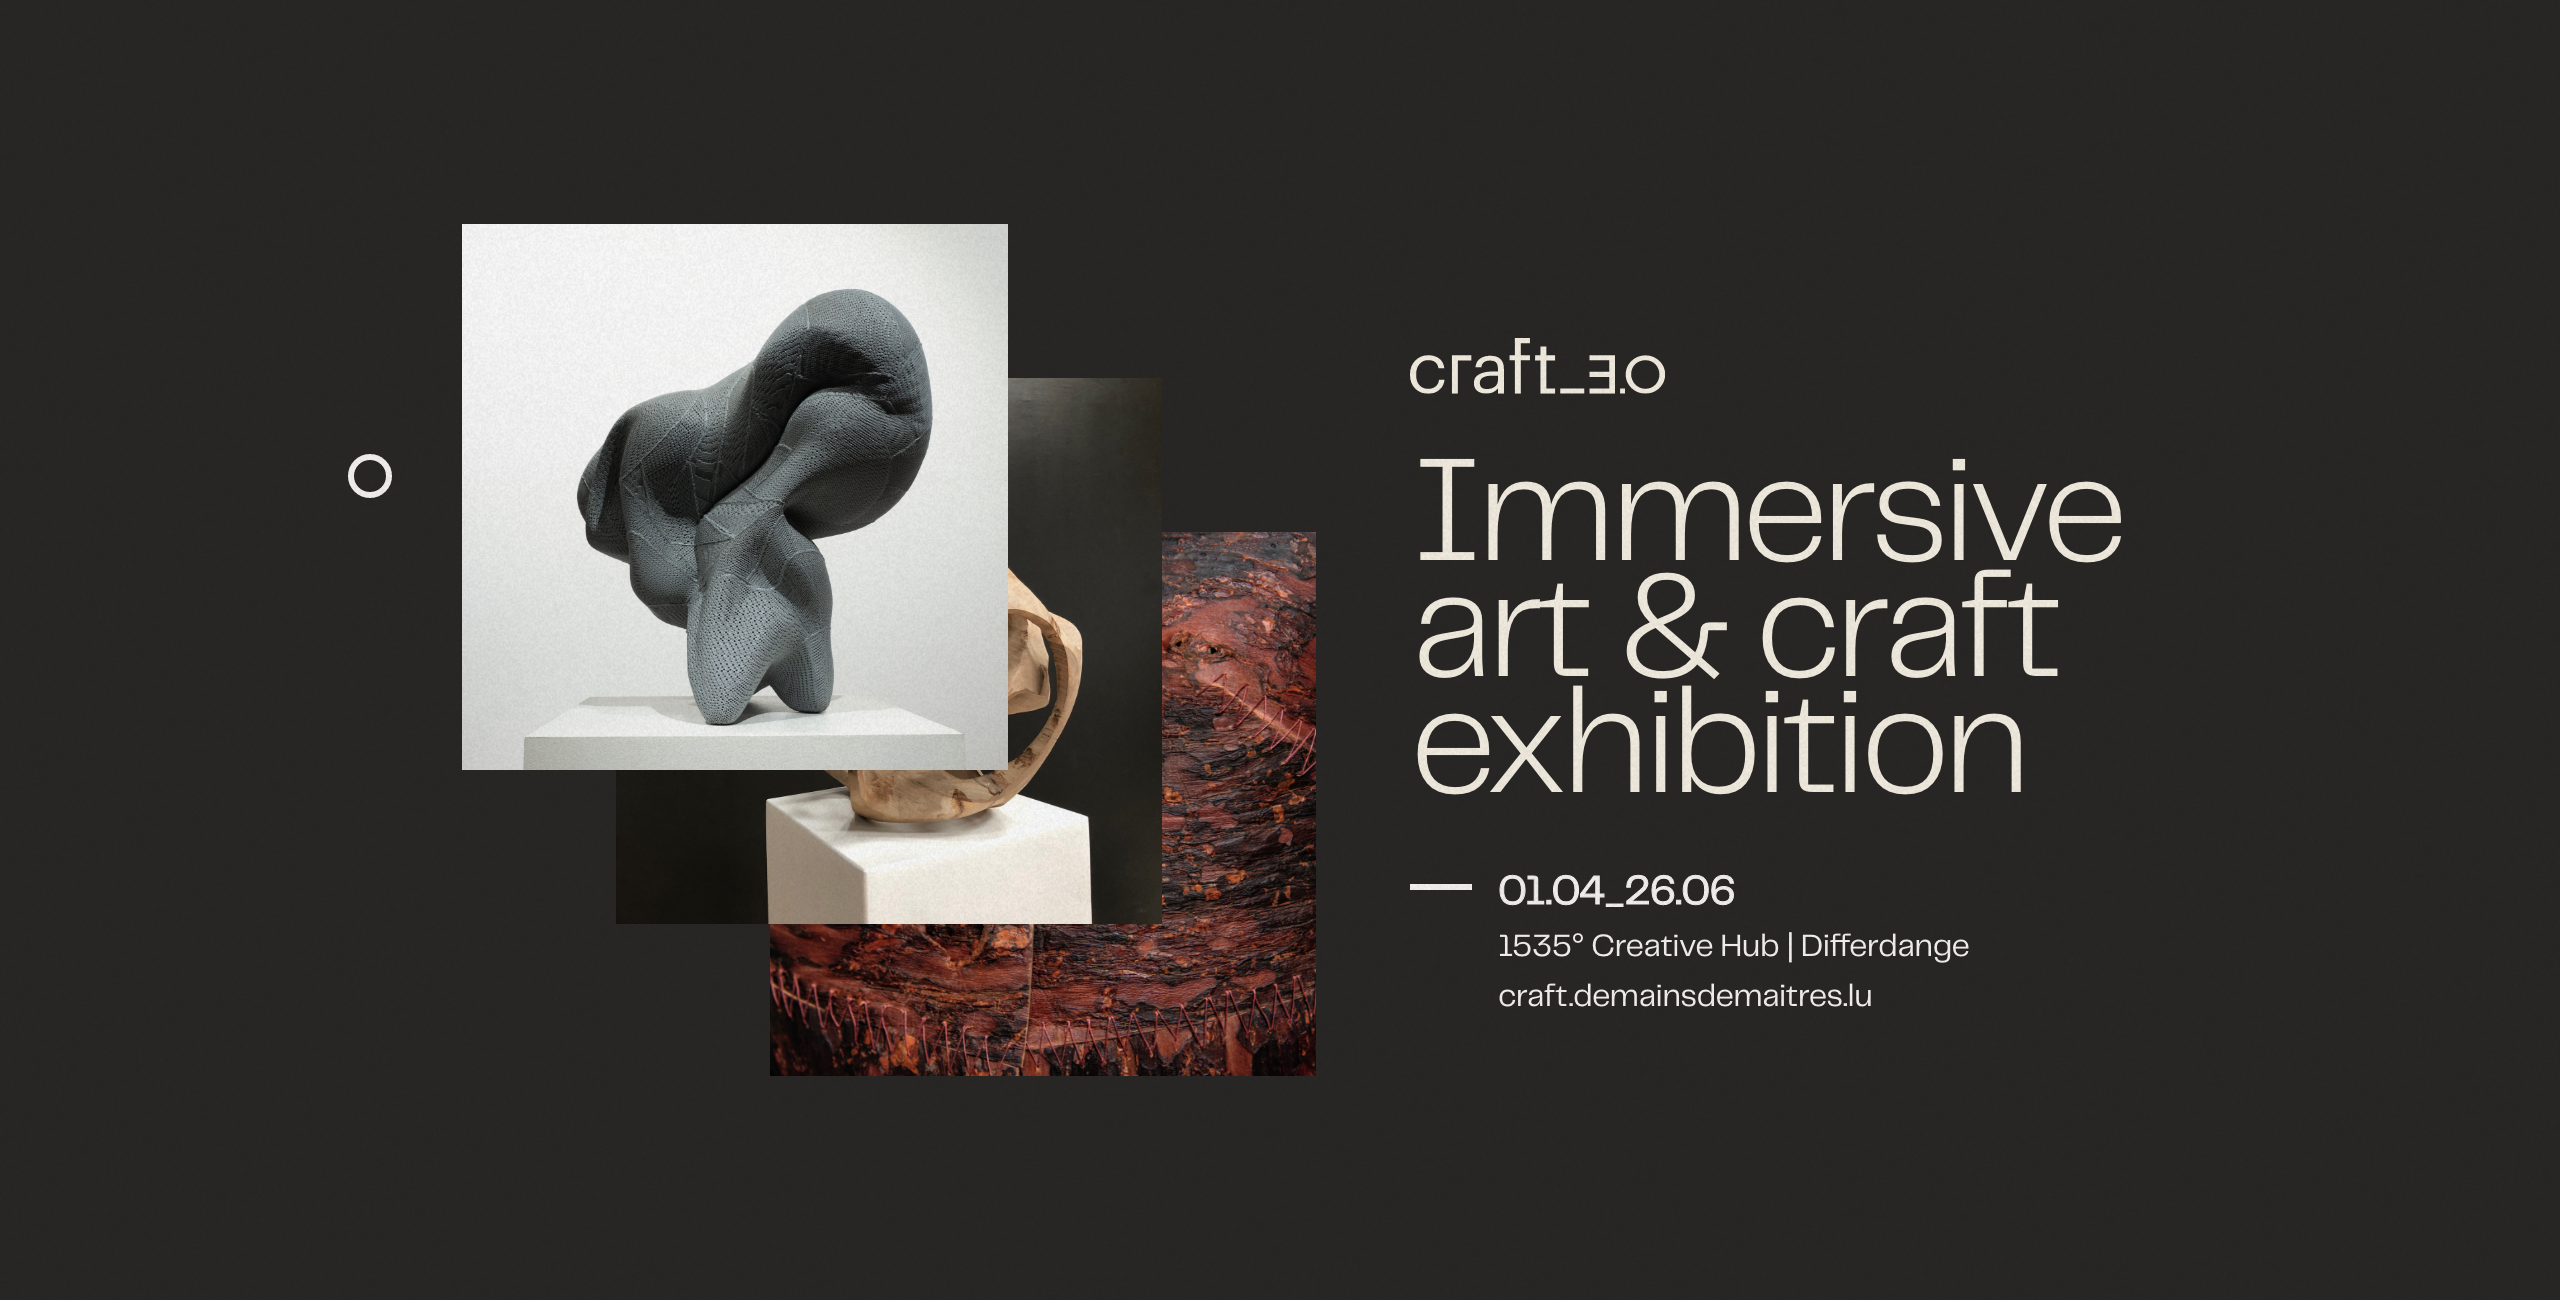 craft_3.0
Immersive
art & craft
exhibition
01.04_26.06
1535° Creative Hub | Differdange
craft.demainsdemaitres.lu